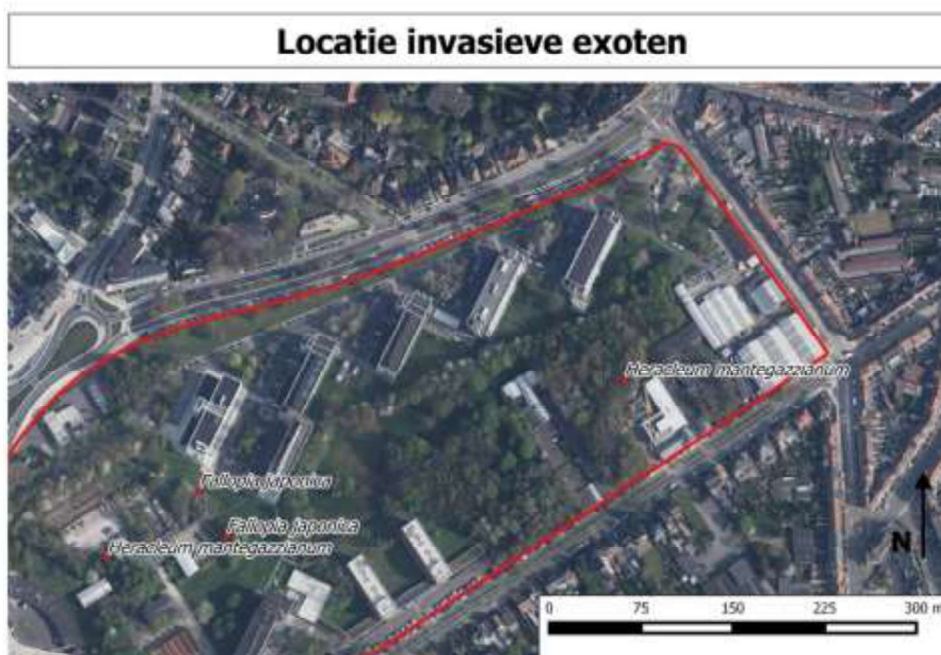 Locatie invasieve exoten
Heracleum mantegazzianum
Fallopia japonica
Fallopia japonica
Heracleum mantegazzianum
N
0 75 150 225 300 m